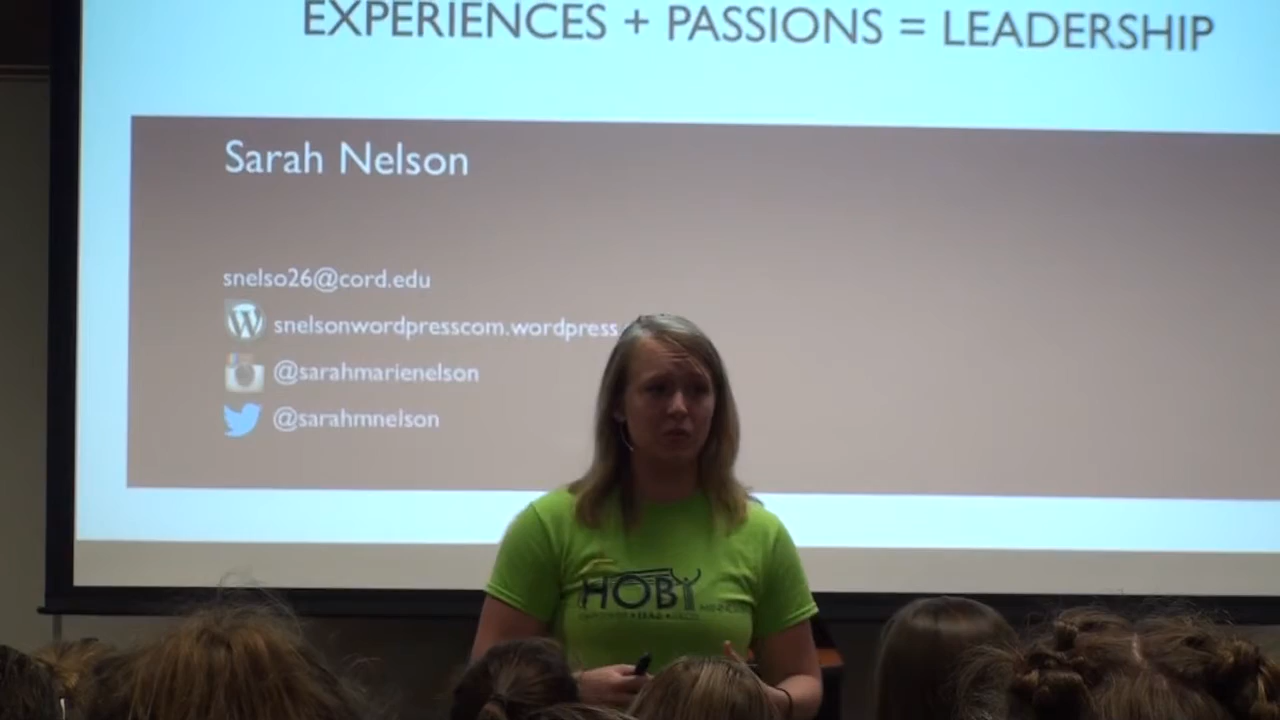 EXPERIENCES + PASSIONS = LEADERSHIP
Sarah Nelson
snelso26@cord.edu
snelsonwordpresscom.wordpress
@sarahmarienelson
@sarahmnelson
HOBY